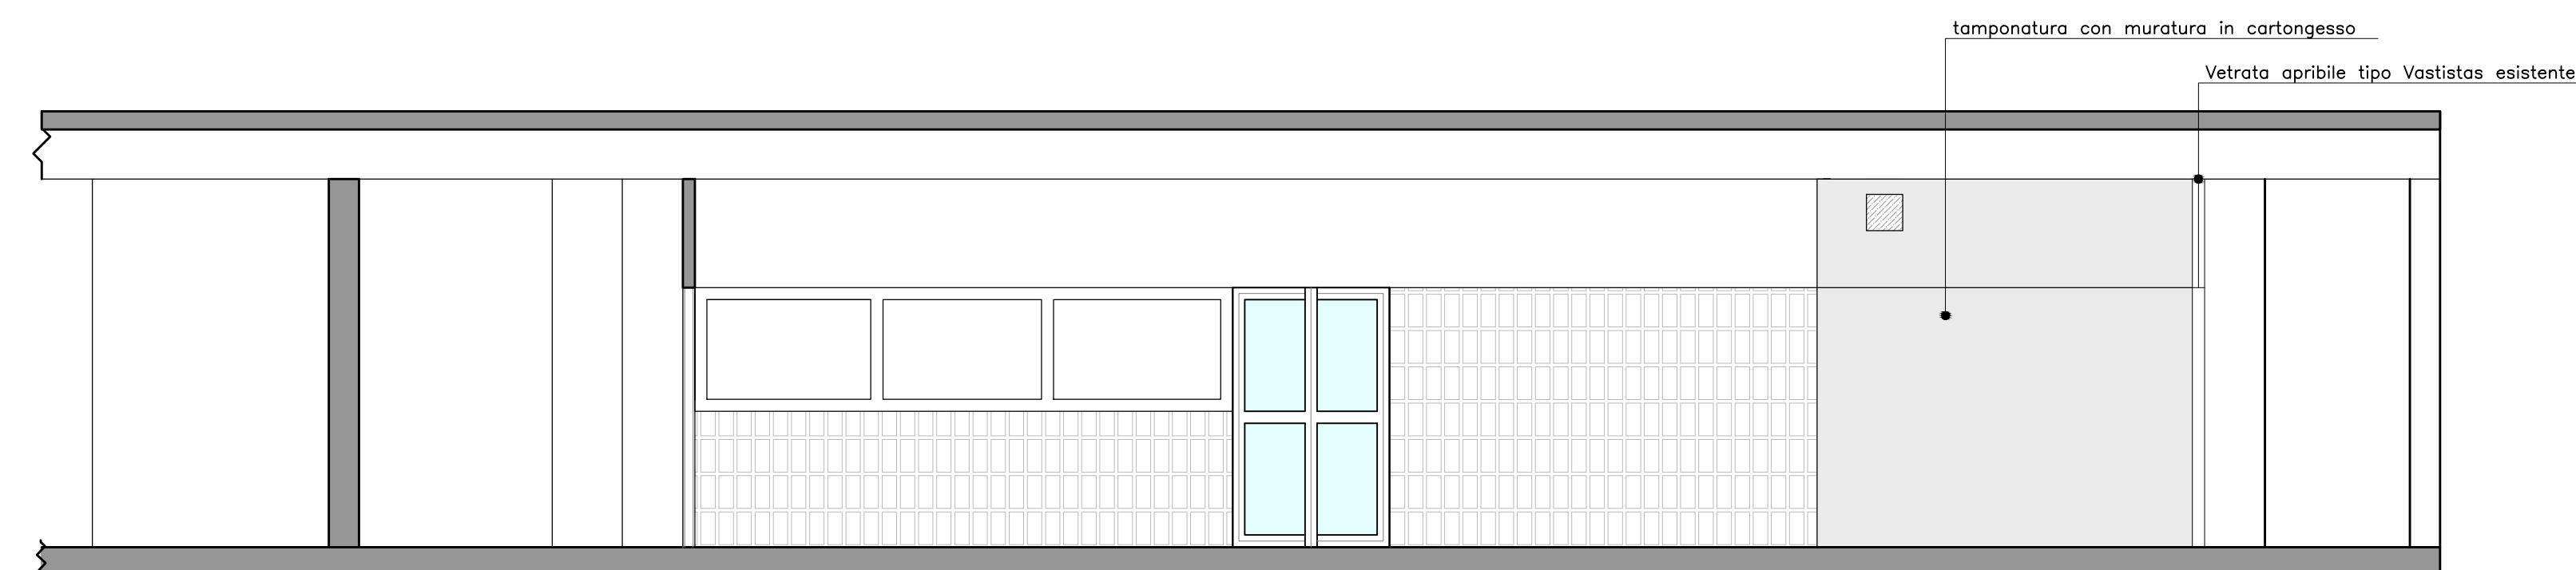 tamponatura con muratura in cartongesso
Vetrata apribile tipo Vastistas esistente